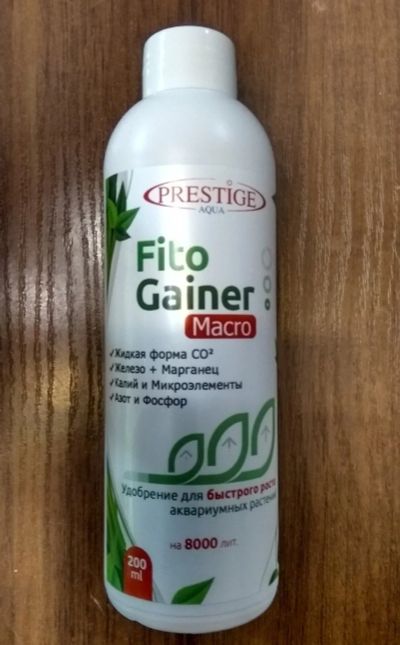 PRESTIGE
AQUA
Fito
Gainer
Macro
Жидкая форма CO²
Железо + Марганец
Калий и Микроэлементы
Азот и Фосфор
Удобрение для быстрого роста
аквариумных растений
на 8000 лит.
200
ml